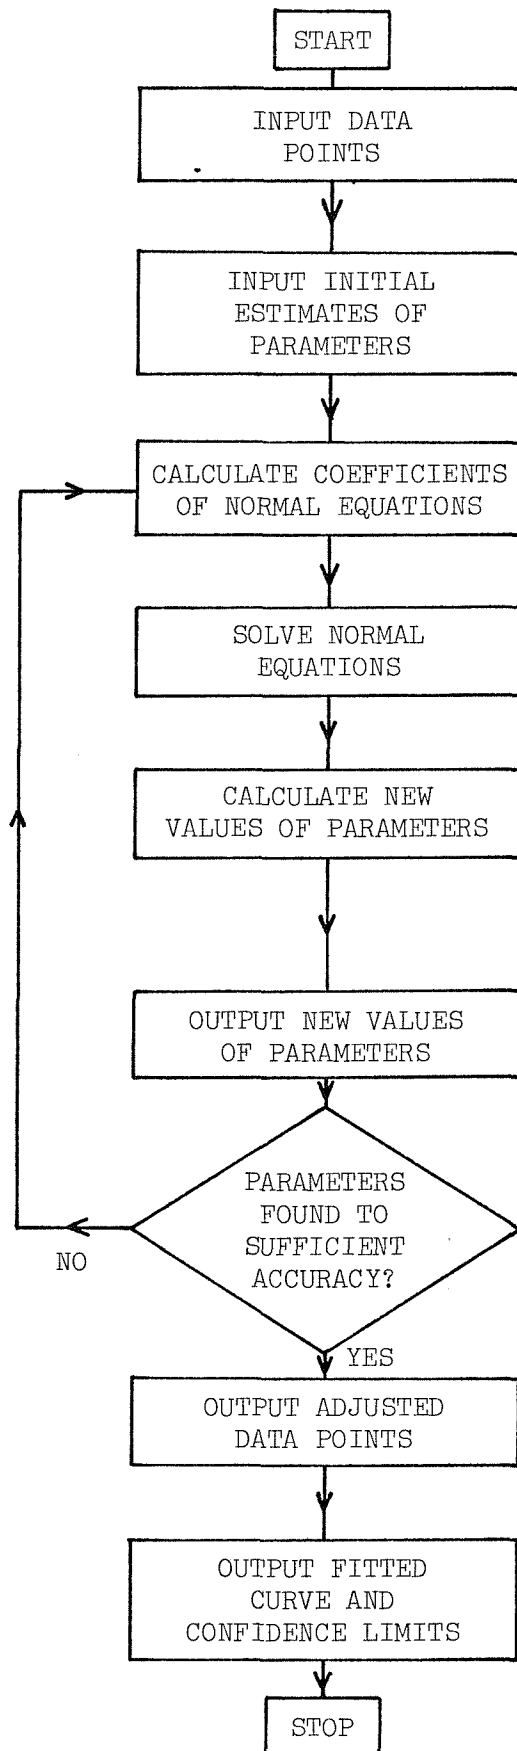 START
INPUT DATA
POINTS
INPUT INITIAL
ESTIMATES OF
PARAMETERS
CALCULATE COEFFICIENTS
OF NORMAL EQUATIONS
SOLVE NORMAL
EQUATIONS
CALCULATE NEW
VALUES OF PARAMETERS
OUTPUT NEW VALUES
OF PARAMETERS
PARAMETERS
FOUND TO
SUFFICIENT
ACCURACY?
NO
YES
OUTPUT ADJUSTED
DATA POINTS
OUTPUT FITTED
CURVE AND
CONFIDENCE LIMITS
STOP